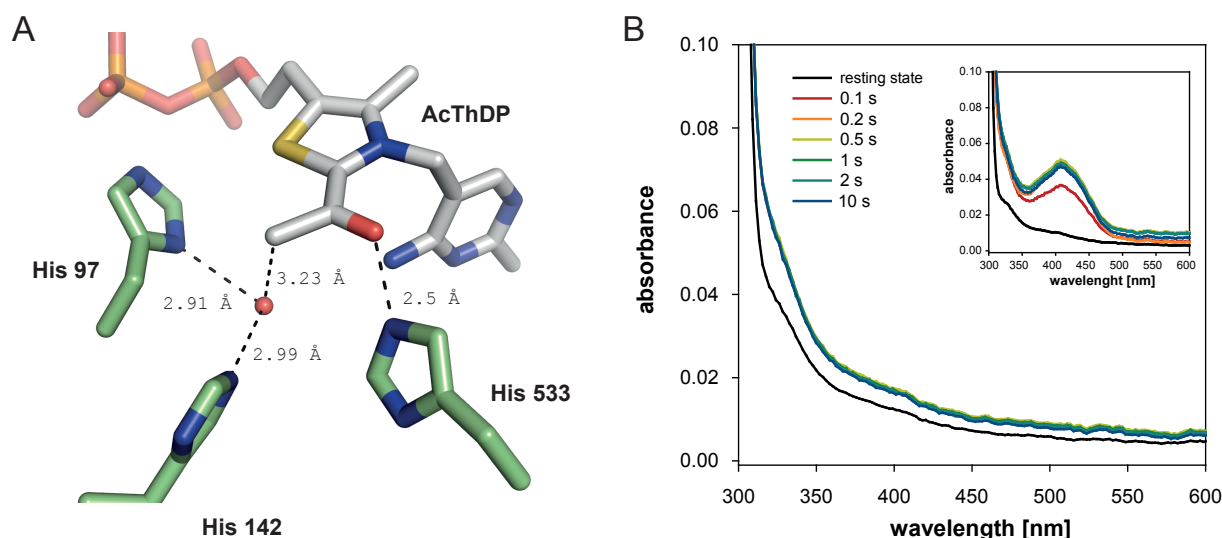 A
AcThDP
His 97
3.23 Å
2.91 Å
2.5 Å
2.99 Å
His 533
His 142
B
0.10
0.08
0.06
0.04
0.02
0.00
absorbance
resting state
0.1 s
0.2 s
0.5 s
1 s
2 s
10 s
0.10
0.08
0.06
0.04
0.02
0.00
absorbnace
300 350 400 450 500 550 600
wavelenght [nm]
300 350 400 450 500 550 600
wavelength [nm]